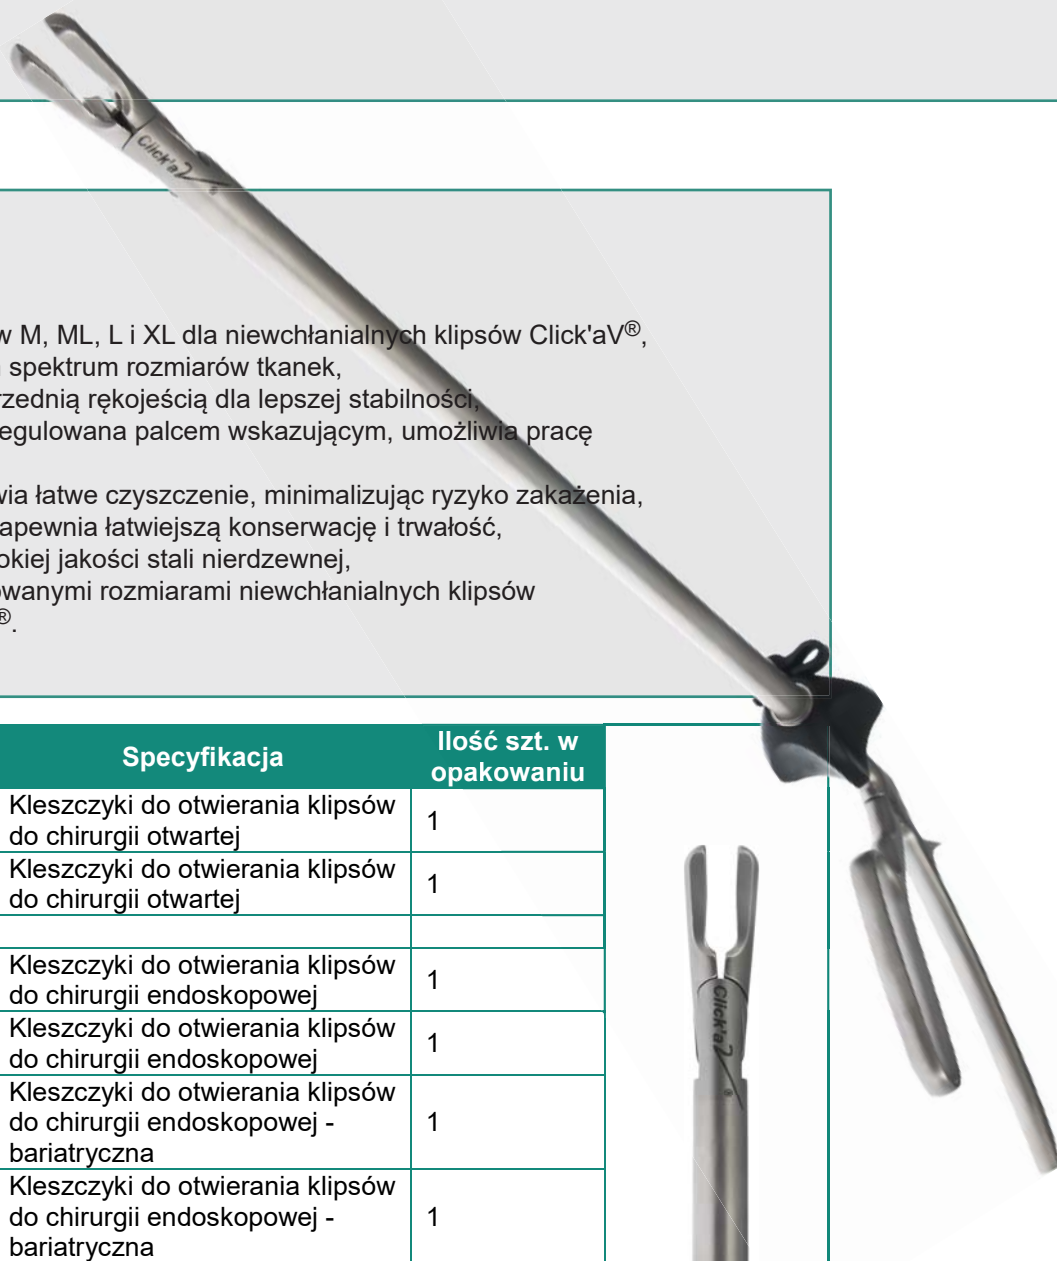 Click'aV®
w M, ML, L i XL dla niewchłanialnych klipsów Click'aV®,
spektrum rozmiarów tkanek,
rzednią rękojeścią dla lepszej stabilności,
egulowana palcem wskazującym, umożliwia pracę
wia łatwe czyszczenie, minimalizując ryzyko zakażenia,
apewnia łatwiejszą konserwację i trwałość,
okiej jakości stali nierdzewnej,
owanymi rozmiarami niewchłanialnych klipsów
®.
Specyfikacja
Ilość szt. w
opakowaniu
Kleszczyki do otwierania klipsów
do chirurgii otwartej
1
Kleszczyki do otwierania klipsów
do chirurgii otwartej
1
Kleszczyki do otwierania klipsów
do chirurgii endoskopowej
1
Kleszczyki do otwierania klipsów
do chirurgii endoskopowej
1
Kleszczyki do otwierania klipsów
do chirurgii endoskopowej -
bariatryczna
1
Kleszczyki do otwierania klipsów
do chirurgii endoskopowej -
bariatryczna
1
Click'aV®